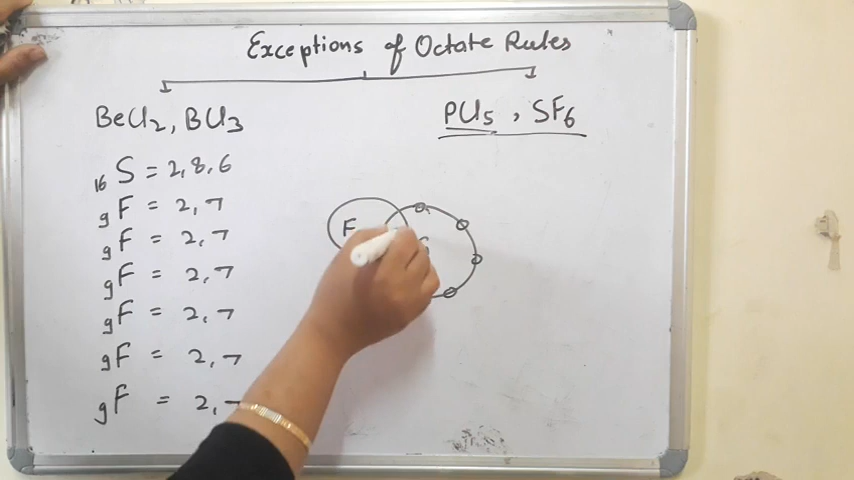 Exceptions of Octate Rules
BeCl2, BCl3
PCl5, SF6
16 S = 2,8,6
9F = 2,7
9F = 2,7
9F = 2,7
9F = 2,7
9F = 2,7
9F = 2,7
F